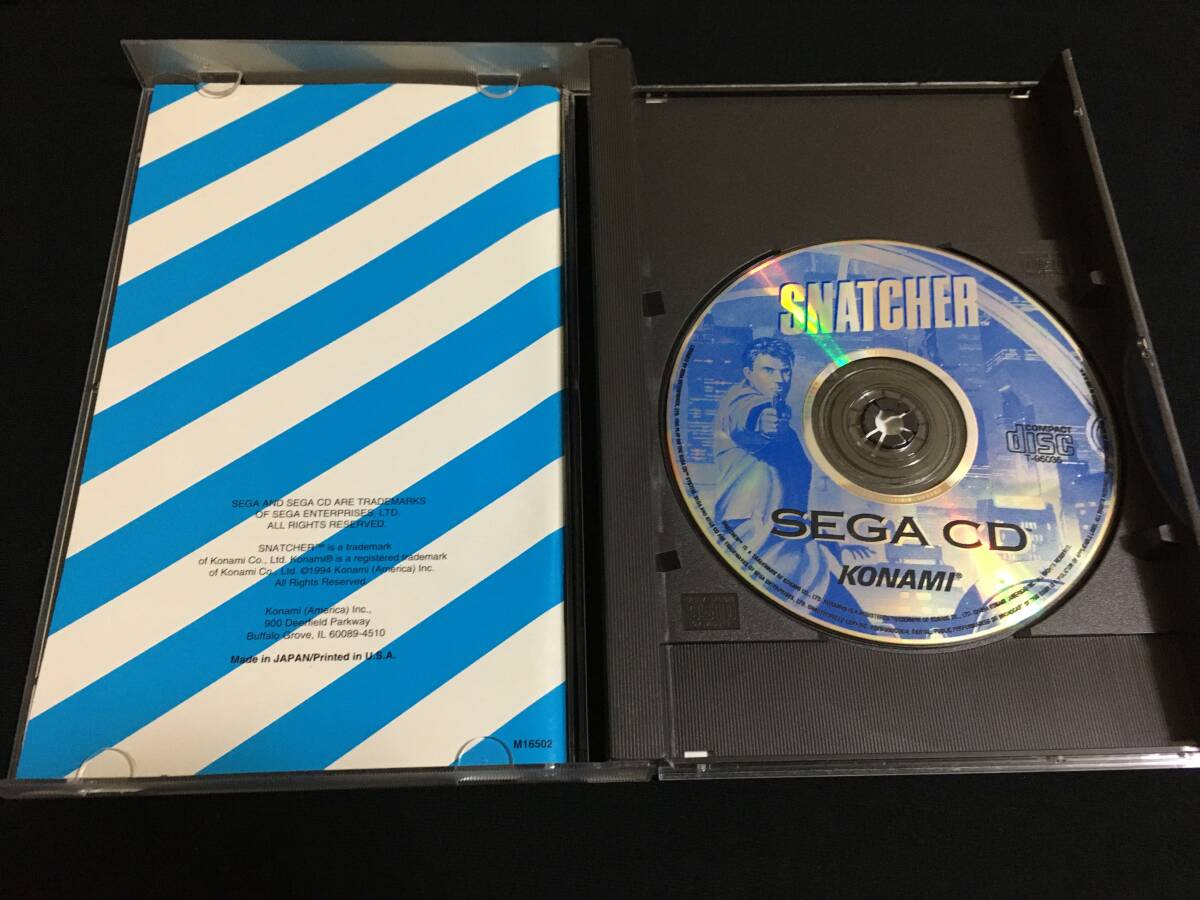 SEGA AND SEGA CD ARE TRADEMARKS
OF SEGA ENTERPRISES, LTD.
ALL RIGHTS RESERVED.
SNATCHER™ is a trademark
of Konami Co., Ltd. Konami® is a registered trademark
of Konami Co., Ltd. ©1994 Konami (America) Inc.
All Rights Reserved.
Konami (America) Inc.,
900 Deerfield Parkway
Buffalo Grove, IL 60089-4510
Made in JAPAN/Printed in U.S.A.
M16502
SNATCHER™
COMPACT
disc
T-95035
SEGA CD
KONAMI®